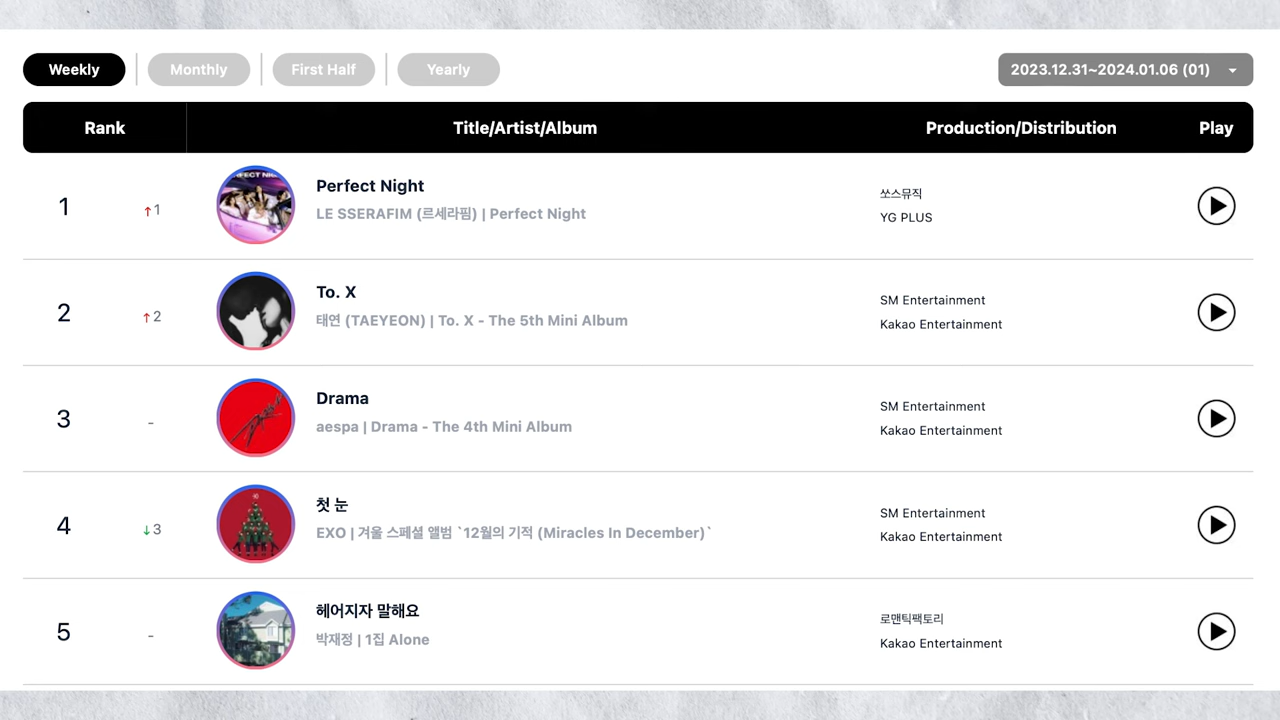 Weekly
Monthly
First Half
Yearly
2023.12.31~2024.01.06 (01)
Rank
Title/Artist/Album
Production/Distribution
Play
1
↑1
Perfect Night
LE SSERAFIM (르세라핌) | Perfect Night
쏘스뮤직
YG PLUS
2
↑2
To. X
태연 (TAEYEON) | To. X - The 5th Mini Album
SM Entertainment
Kakao Entertainment
3
-
Drama
aespa | Drama - The 4th Mini Album
SM Entertainment
Kakao Entertainment
4
↓3
첫 눈
EXO | 겨울 스페셜 앨범 `12월의 기적 (Miracles In December)`
SM Entertainment
Kakao Entertainment
5
-
헤어지자 말해요
박재정 | 1집 Alone
로맨틱팩토리
Kakao Entertainment